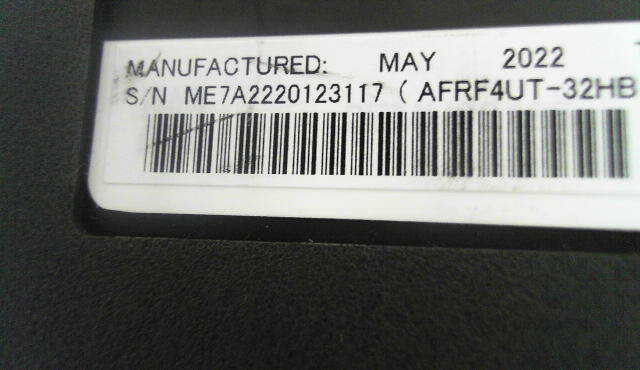 MANUFACTURED: MAY 2022
S/N ME7A2220123117 ( AFRF4UT-32HB